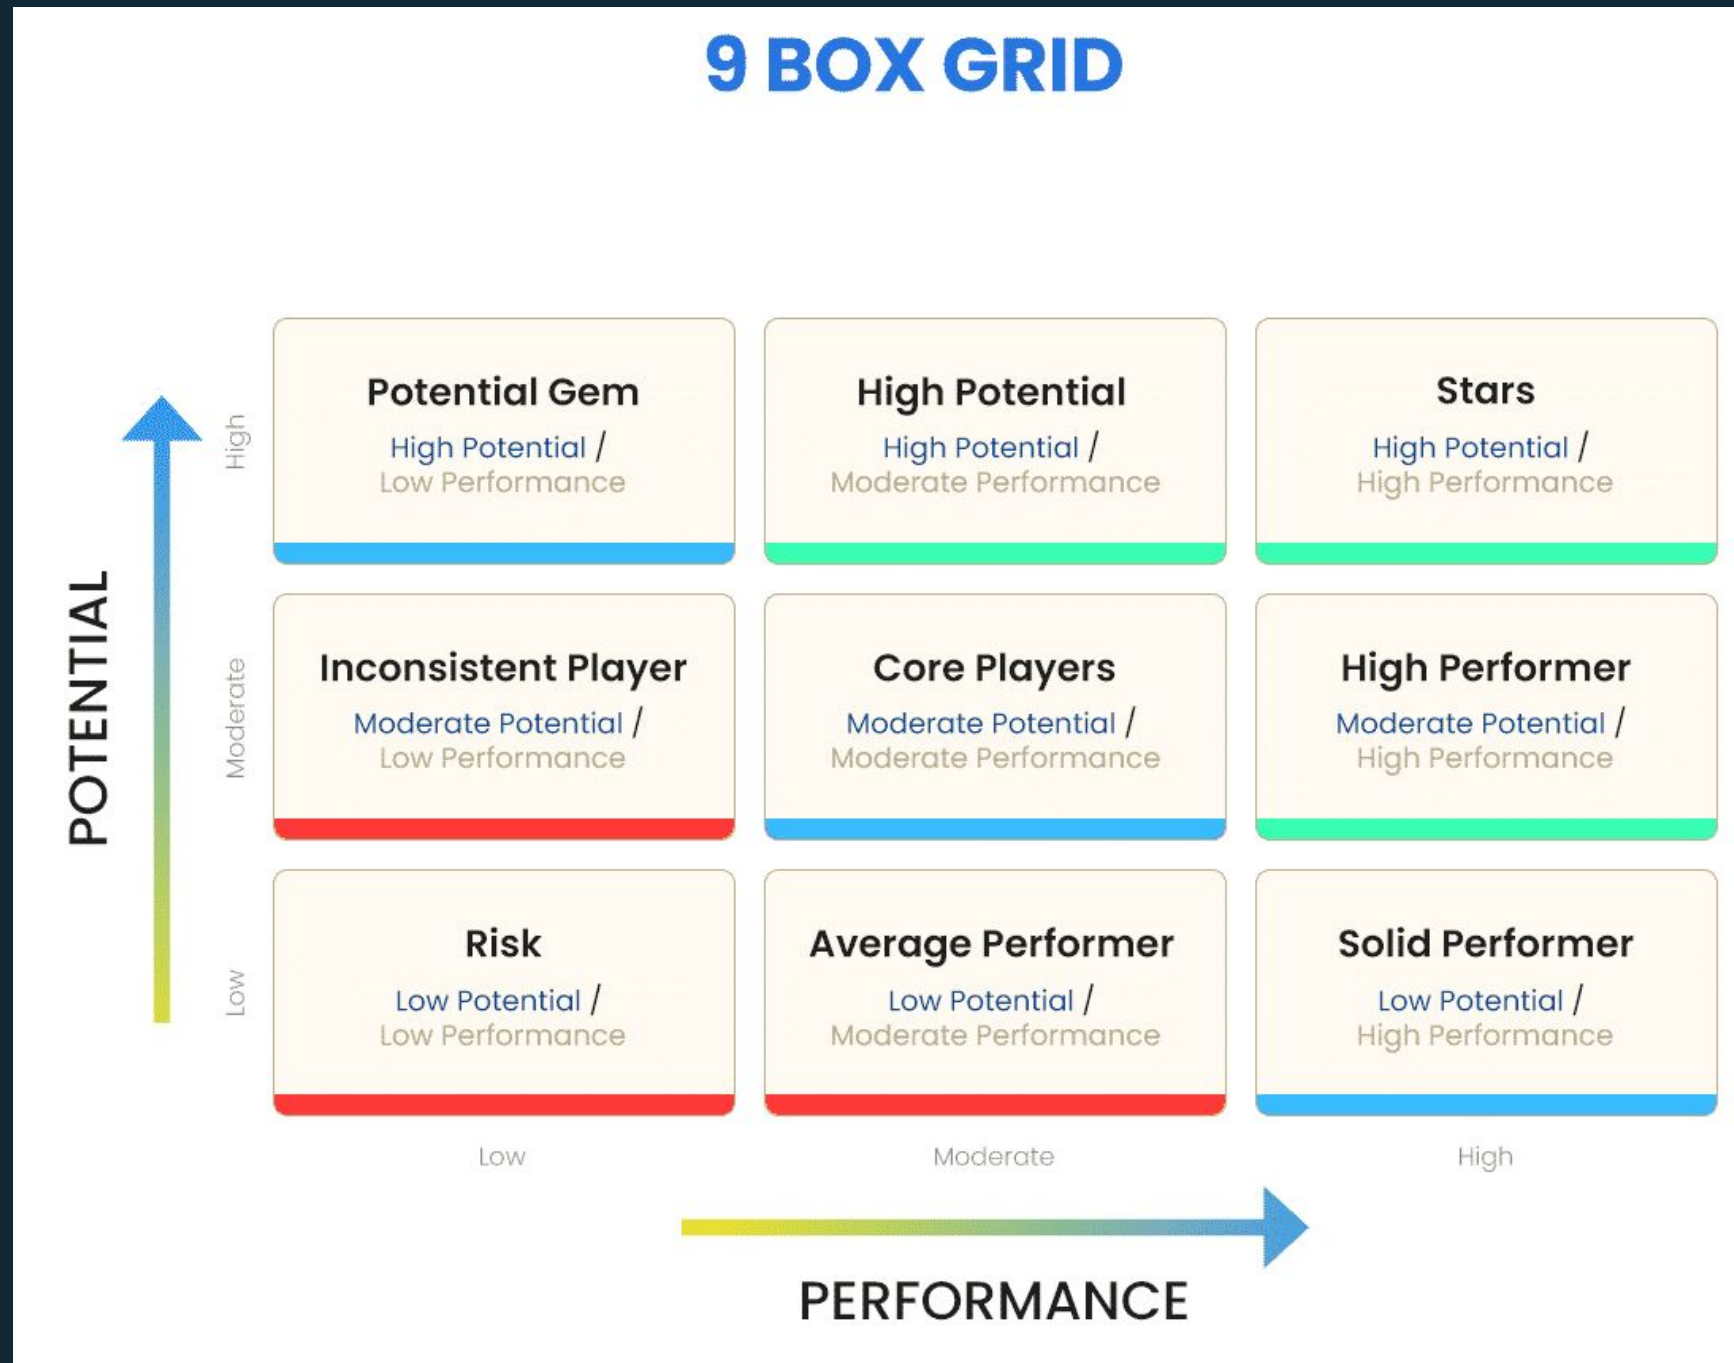 9 BOX GRID
POTENTIAL
High
Potential Gem
High Potential /
Low Performance
High Potential
High Potential /
Moderate Performance
Stars
High Potential /
High Performance
Moderate
Inconsistent Player
Moderate Potential /
Low Performance
Core Players
Moderate Potential /
Moderate Performance
High Performer
Moderate Potential /
High Performance
Low
Risk
Low Potential /
Low Performance
Average Performer
Low Potential /
Moderate Performance
Solid Performer
Low Potential /
High Performance
Low
Moderate
High
PERFORMANCE